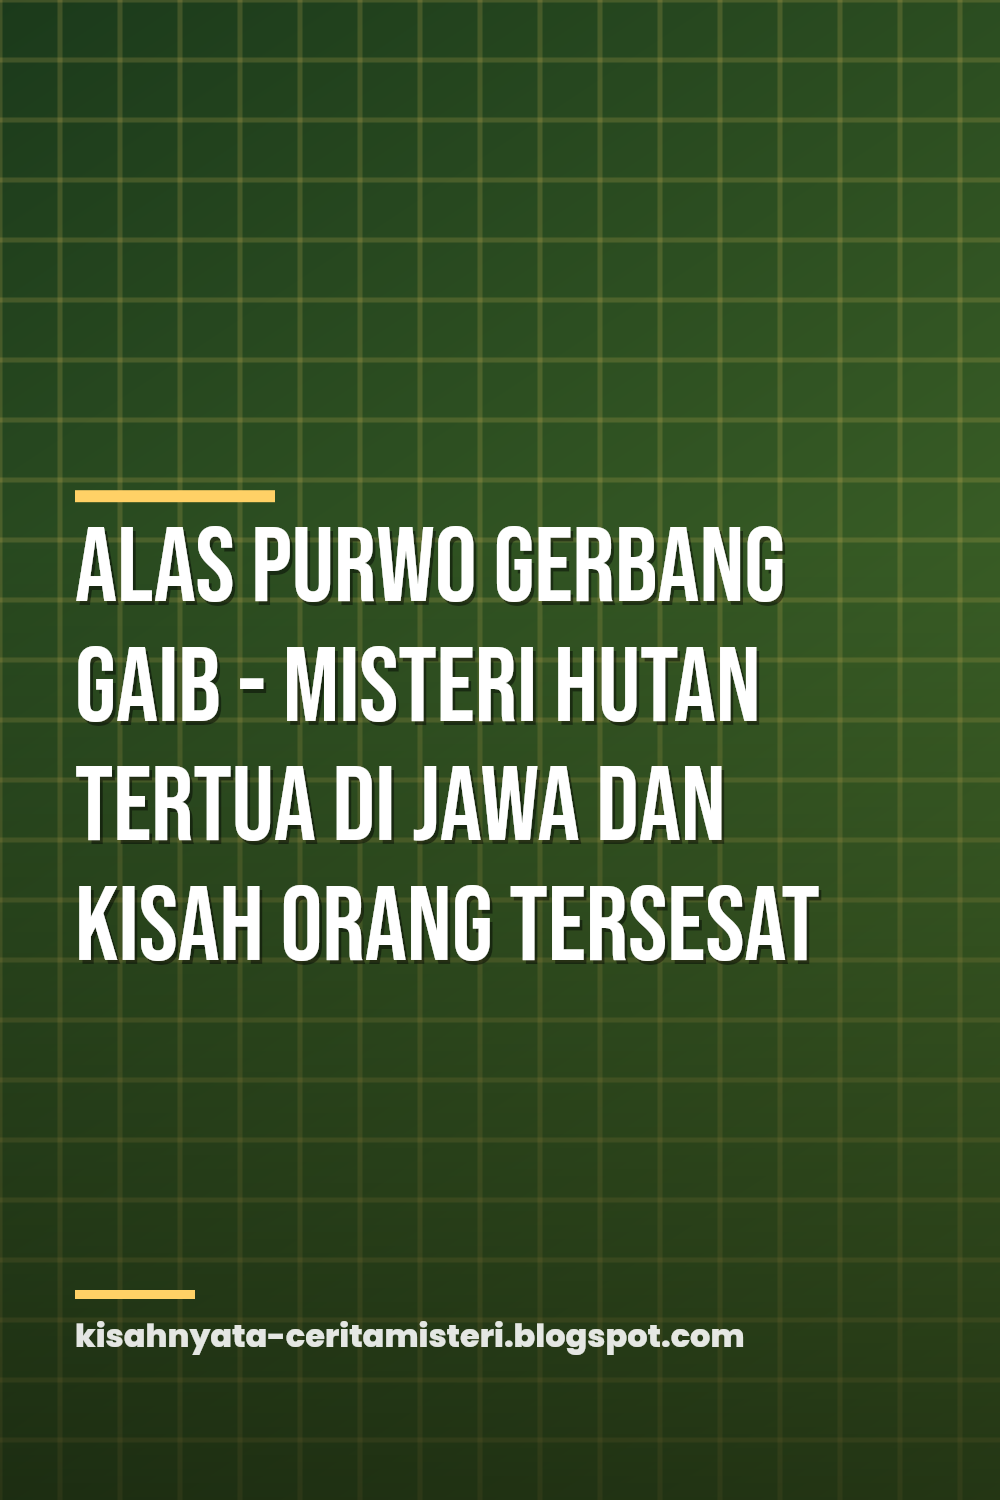 ALAS PURWO GERBANG
GAIB - MISTERI HUTAN
TERTUA DI JAWA DAN
KISAH ORANG TERSESAT
kisahnyata-ceritamisteri.blogspot.com